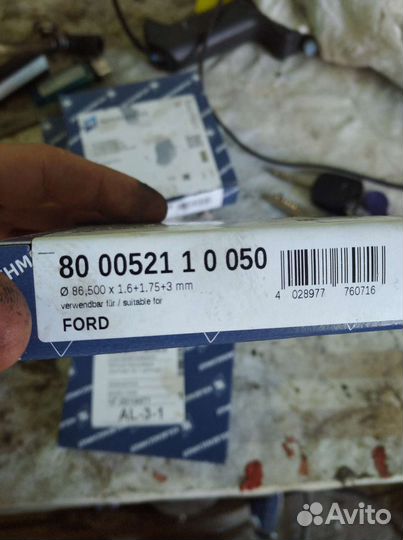 80 00521 1 0 050
Ø 86,500 x 1.6+1.75+3 mm
verwendbar für / suitable for
FORD
4 028977 760716
AL-3-1
Avito